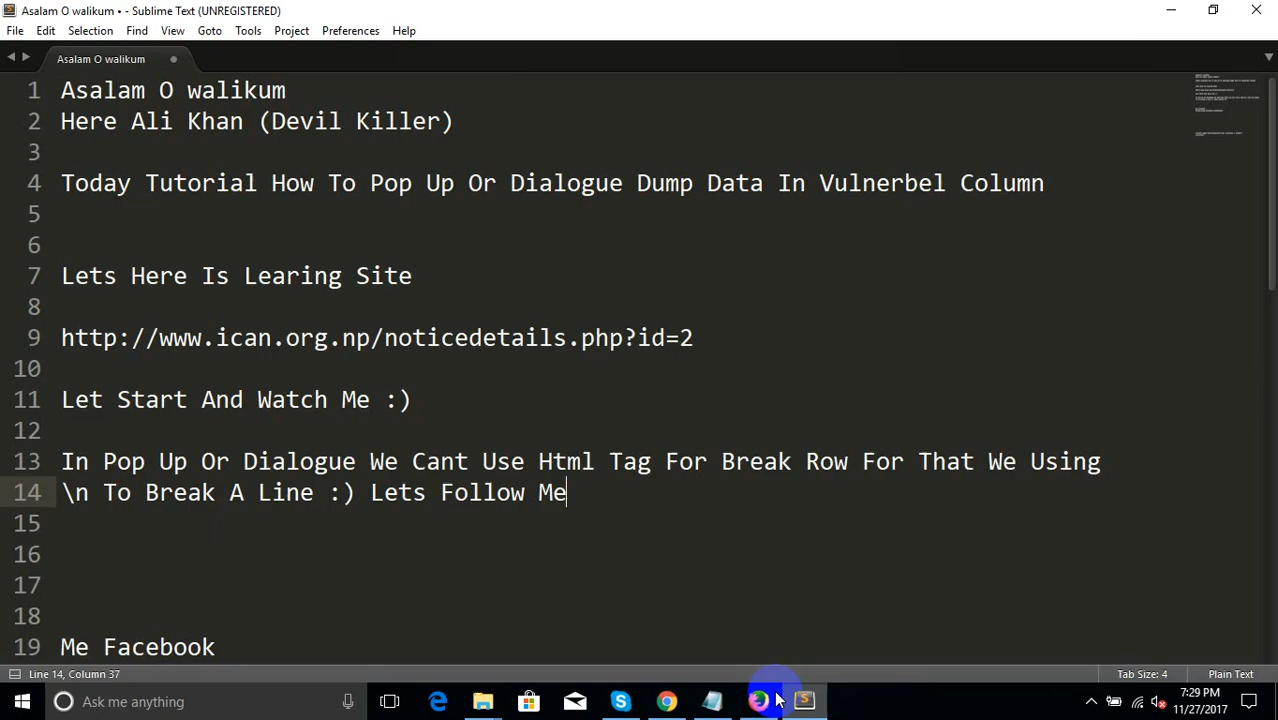 Asalam O walikum • - Sublime Text (UNREGISTERED)
File Edit Selection Find View Goto Tools Project Preferences Help
Asalam O walikum
1 Asalam O walikum
2 Here Ali Khan (Devil Killer)
3
4 Today Tutorial How To Pop Up Or Dialogue Dump Data In Vulnerbel Column
5
6
7 Lets Here Is Learing Site
8
9 http://www.ican.org.np/noticedetails.php?id=2
10
11 Let Start And Watch Me :)
12
13 In Pop Up Or Dialogue We Cant Use Html Tag For Break Row For That We Using
14 \n To Break A Line :) Lets Follow Me
15
16
17
18
19 Me Facebook
Line 14, Column 37 Tab Size: 4 Plain Text
Ask me anything
7:29 PM
11/27/2017